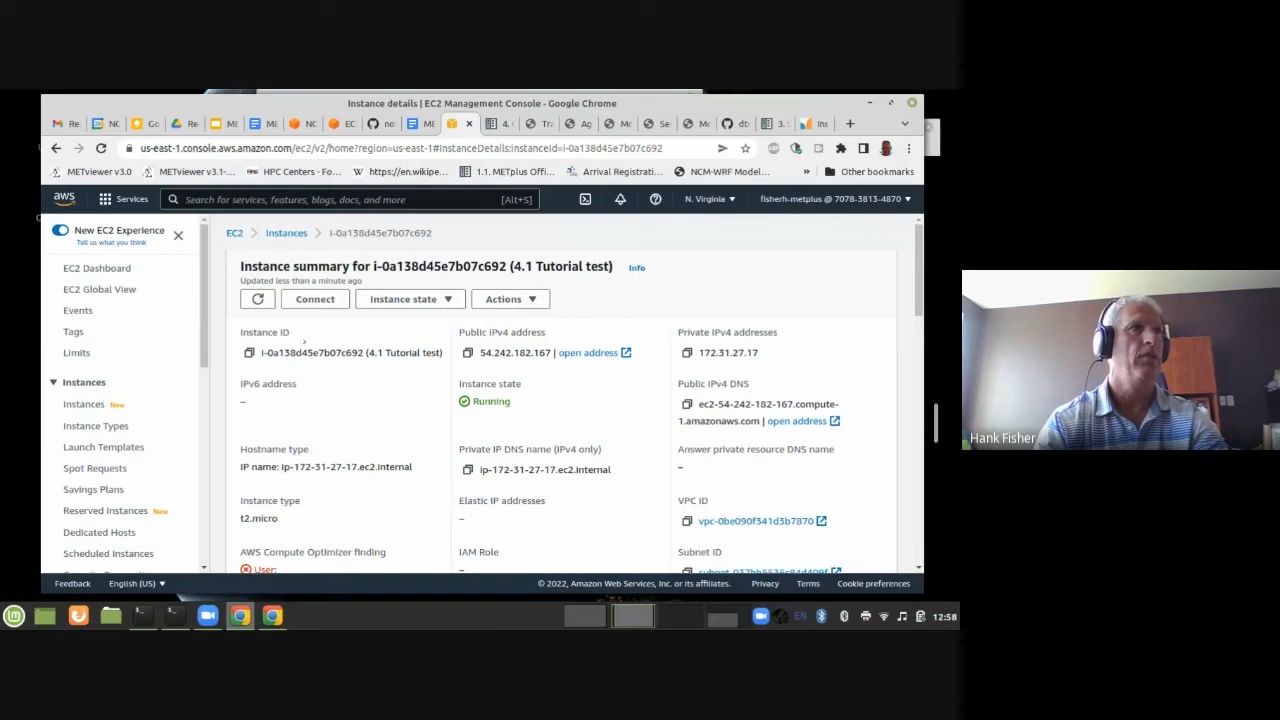 Instance details | EC2 Management Console - Google Chrome
us-east-1.console.aws.amazon.com/ec2/v2/home?region=us-east-1#InstanceDetails:instanceId=i-0a138d45e7b07c692
METviewer v3.0 METviewer v3.1-... HPC Centers - Fo... https://en.wikipe... 1.1. METplus Offi... Arrival Registrati... NCM-WRF Model... » Other bookmarks
aws Services Search for services, features, blogs, docs, and more [Alt+S] N. Virginia fisherh-metplus @ 7078-3813-4870
New EC2 Experience
Tell us what you think
EC2 Dashboard
EC2 Global View
Events
Tags
Limits
Instances
Instances New
Instance Types
Launch Templates
Spot Requests
Savings Plans
Reserved Instances New
Dedicated Hosts
Scheduled Instances
EC2 > Instances > i-0a138d45e7b07c692
Instance summary for i-0a138d45e7b07c692 (4.1 Tutorial test) Info
Updated less than a minute ago
Connect Instance state Actions
Instance ID
i-0a138d45e7b07c692 (4.1 Tutorial test)
Public IPv4 address
54.242.182.167 | open address
Private IPv4 addresses
172.31.27.17
IPv6 address
–
Instance state
Running
Public IPv4 DNS
ec2-54-242-182-167.compute-
1.amazonaws.com | open address
Hostname type
IP name: ip-172-31-27-17.ec2.internal
Private IP DNS name (IPv4 only)
ip-172-31-27-17.ec2.internal
Answer private resource DNS name
–
Instance type
t2.micro
Elastic IP addresses
–
VPC ID
vpc-0be090f341d3b7870
AWS Compute Optimizer finding
User:
IAM Role
–
Subnet ID
Feedback English (US) © 2022, Amazon Web Services, Inc. or its affiliates. Privacy Terms Cookie preferences
EN 12:58
Hank Fisher